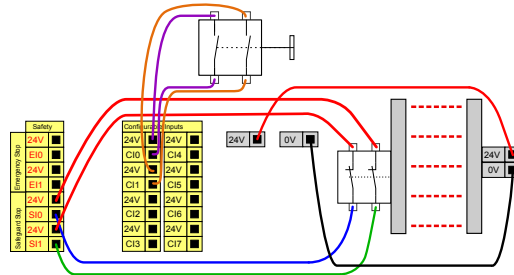 Safety
Emergency Stop
24V
EI0
24V
EI1
Safeguard Stop
24V
SI0
24V
SI1
Configurable Inputs
24V 24V
CI0 CI4
24V 24V
CI1 CI5
24V 24V
CI2 CI6
24V 24V
CI3 CI7
24V
0V
24V
0V